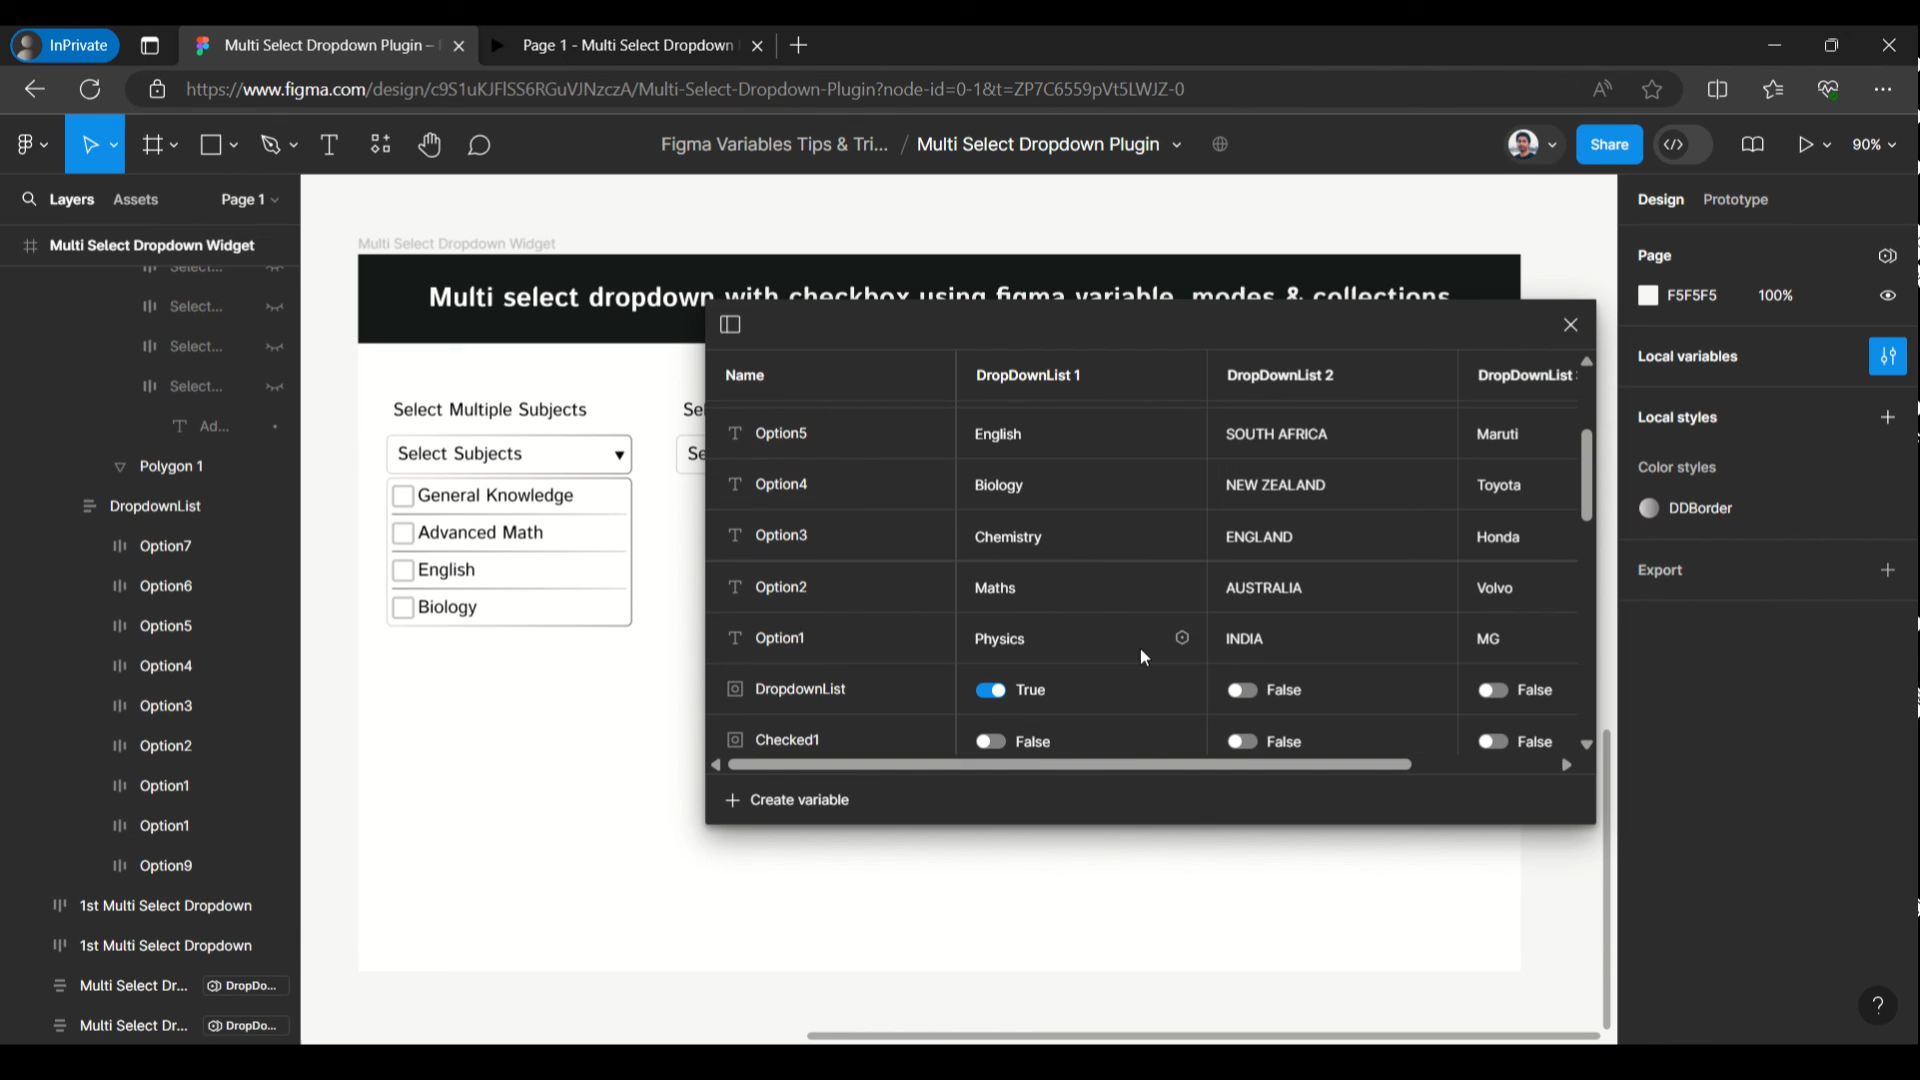 InPrivate
Multi Select Dropdown Plugin –
Page 1 - Multi Select Dropdown
https://www.figma.com/design/c9S1uKJFlSS6RGuVJNzczA/Multi-Select-Dropdown-Plugin?node-id=0-1&t=ZP7C6559pVt5LWJZ-0
Figma Variables Tips & Tri... / Multi Select Dropdown Plugin
Share
90%
Layers
Assets
Page 1
Multi Select Dropdown Widget
Select...
Select...
Select...
Select...
Ad...
Polygon 1
DropdownList
Option7
Option6
Option5
Option4
Option3
Option2
Option1
Option1
Option9
1st Multi Select Dropdown
1st Multi Select Dropdown
Multi Select Dr... DropDo...
Multi Select Dr... DropDo...
Multi Select Dropdown Widget
Multi select dropdown with checkbox using figma variable, modes & collections
Select Multiple Subjects
Select Subjects
General Knowledge
Advanced Math
English
Biology
Se
Se
Name DropDownList 1 DropDownList 2 DropDownList
Option5 English SOUTH AFRICA Maruti
Option4 Biology NEW ZEALAND Toyota
Option3 Chemistry ENGLAND Honda
Option2 Maths AUSTRALIA Volvo
Option1 Physics INDIA MG
DropdownList True False False
Checked1 False False False
+ Create variable
Design
Prototype
Page
F5F5F5 100%
Local variables
Local styles
Color styles
DDBorder
Export
?